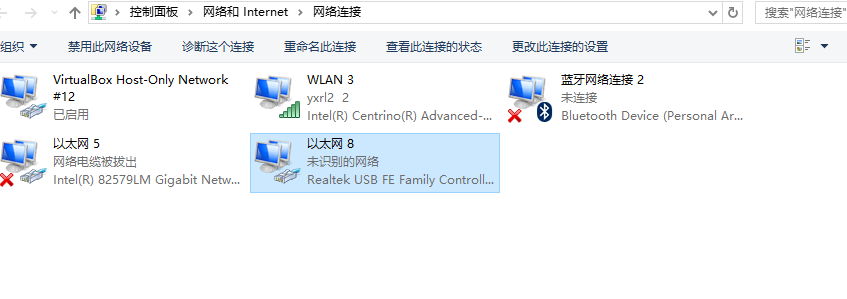 控制面板 › 网络和 Internet › 网络连接
搜索"网络连接"
组织 禁用此网络设备 诊断这个连接 重命名此连接 查看此连接的状态 更改此连接的设置
VirtualBox Host-Only Network
#12
已启用
WLAN 3
yxrl2 2
Intel(R) Centrino(R) Advanced-...
蓝牙网络连接 2
未连接
Bluetooth Device (Personal Ar...
以太网 5
网络电缆被拔出
Intel(R) 82579LM Gigabit Netw...
以太网 8
未识别的网络
Realtek USB FE Family Controll...